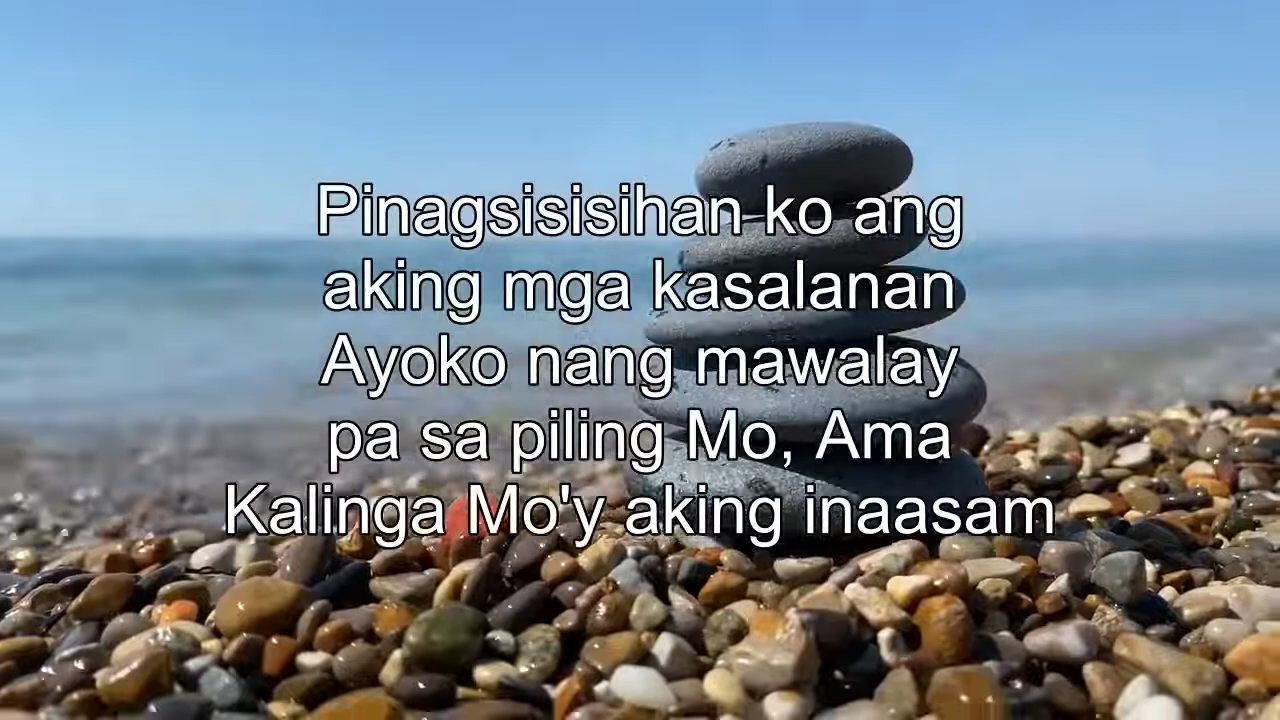 Pinagsisisihan ko ang
aking mga kasalanan
Ayoko nang mawalay
pa sa piling Mo, Ama
Kalinga Mo'y aking inaasam